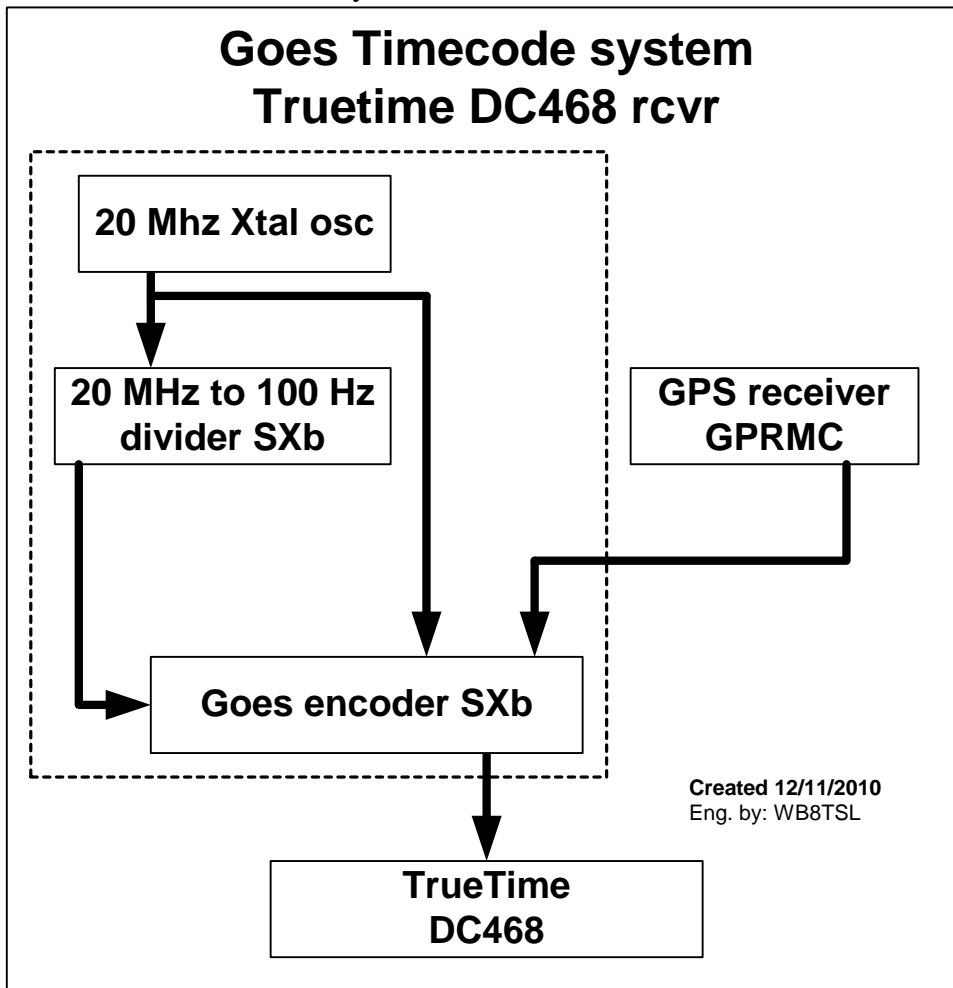 Goes Timecode system
Truetime DC468 rcvr
20 Mhz Xtal osc
20 MHz to 100 Hz
divider SXb
GPS receiver
GPRMC
Goes encoder SXb
Created 12/11/2010
Eng. by: WB8TSL
TrueTime
DC468